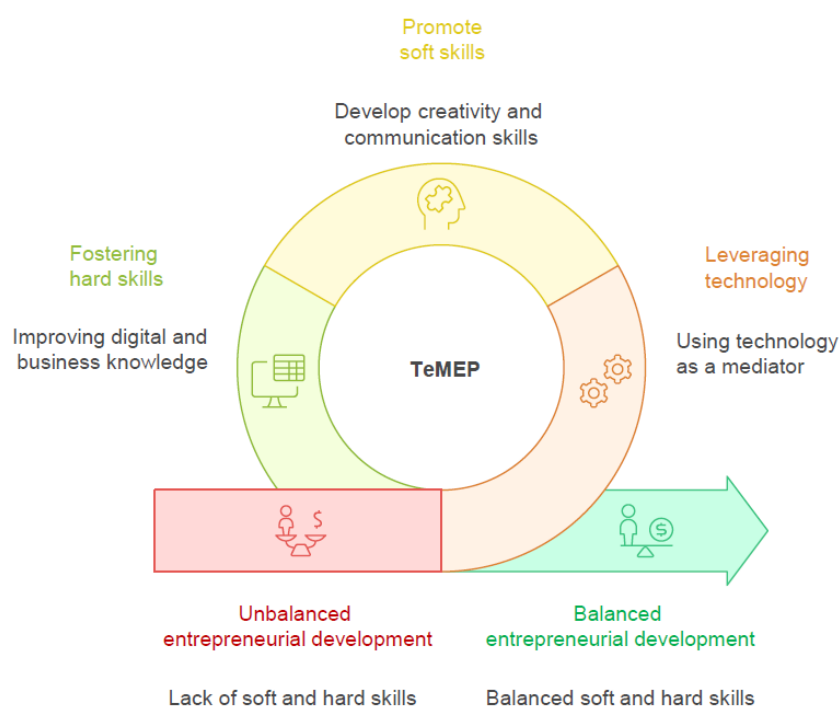 Promote
soft skills
Develop creativity and
communication skills
Fostering
hard skills
Improving digital and
business knowledge
Leveraging
technology
Using technology
as a mediator
TeMEP
$
$
Unbalanced
entrepreneurial development
Lack of soft and hard skills
Balanced
entrepreneurial development
Balanced soft and hard skills